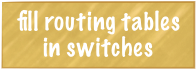 fill routing tables
in switches